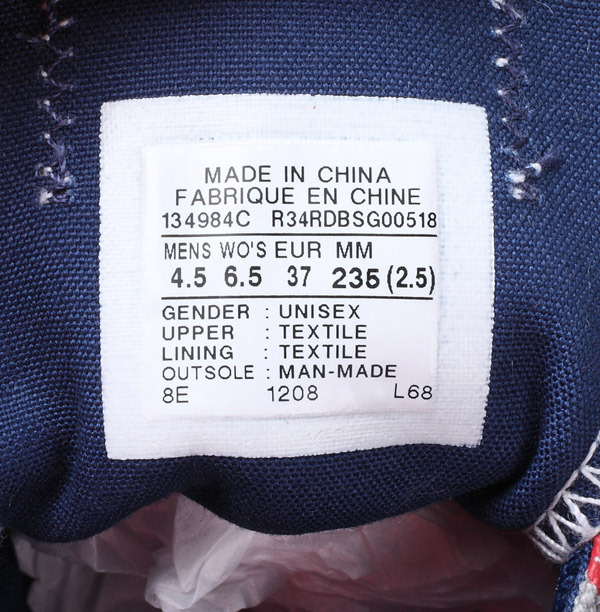 MADE IN CHINA
FABRIQUE EN CHINE
134984C R34RDBSG00518
MENS WO'S EUR MM
4.5 6.5 37 235 (2.5)
GENDER : UNISEX
UPPER : TEXTILE
LINING : TEXTILE
OUTSOLE : MAN-MADE
8E 1208 L68